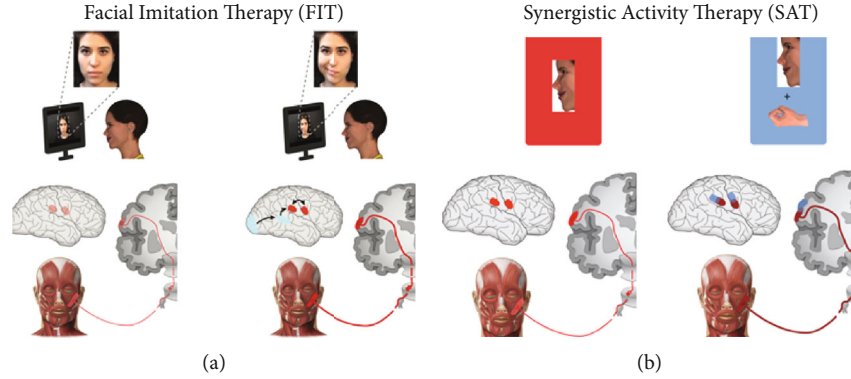 Facial Imitation Therapy (FIT)
Synergistic Activity Therapy (SAT)
+
(a)
(b)